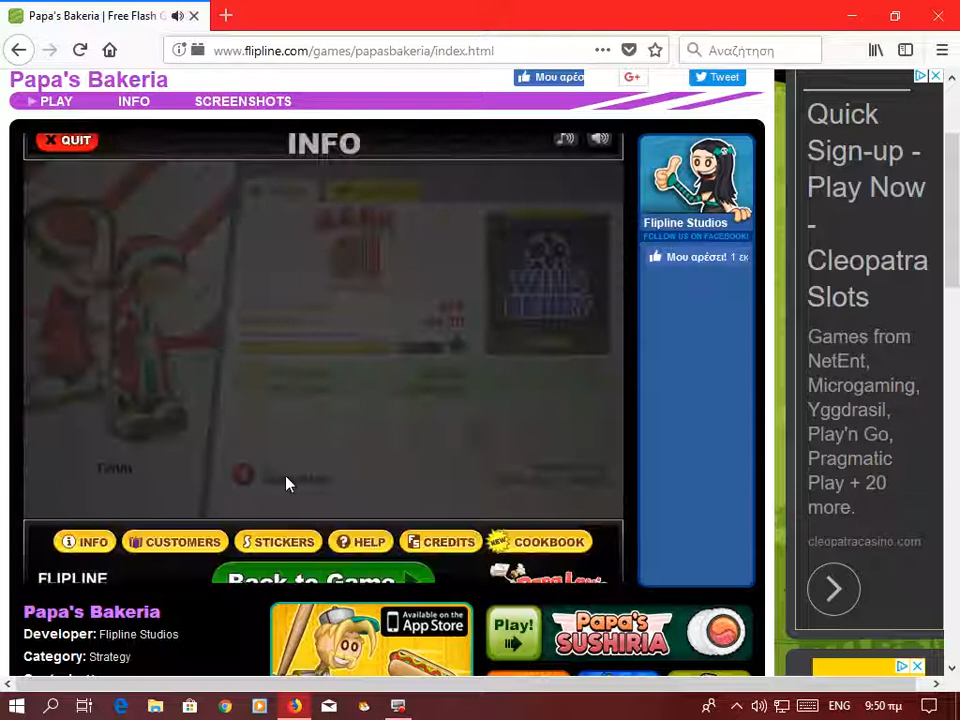 Papa's Bakeria | Free Flash G
www.flipline.com/games/papasbakeria/index.html
Αναζήτηση
Papa's Bakeria
Μου αρέσ
G+
Tweet
PLAY INFO SCREENSHOTS
QUIT
INFO
Flipline Studios
FOLLOW US ON FACEBOOK!
Μου αρέσει! 1 εκ
INFO
CUSTOMERS
STICKERS
HELP
CREDITS
NEW
COOKBOOK
FLIPLINE
Back to Game
Papa's Bakeria
Developer: Flipline Studios
Category: Strategy
Available on the
App Store
Play!
Papa's
SUSHIRIA
Quick
Sign-up -
Play Now
-
Cleopatra
Slots
Games from
NetEnt,
Microgaming,
Yggdrasil,
Play'n Go,
Pragmatic
Play + 20
more.
cleopatracasino.com
ENG
9:50 πμ